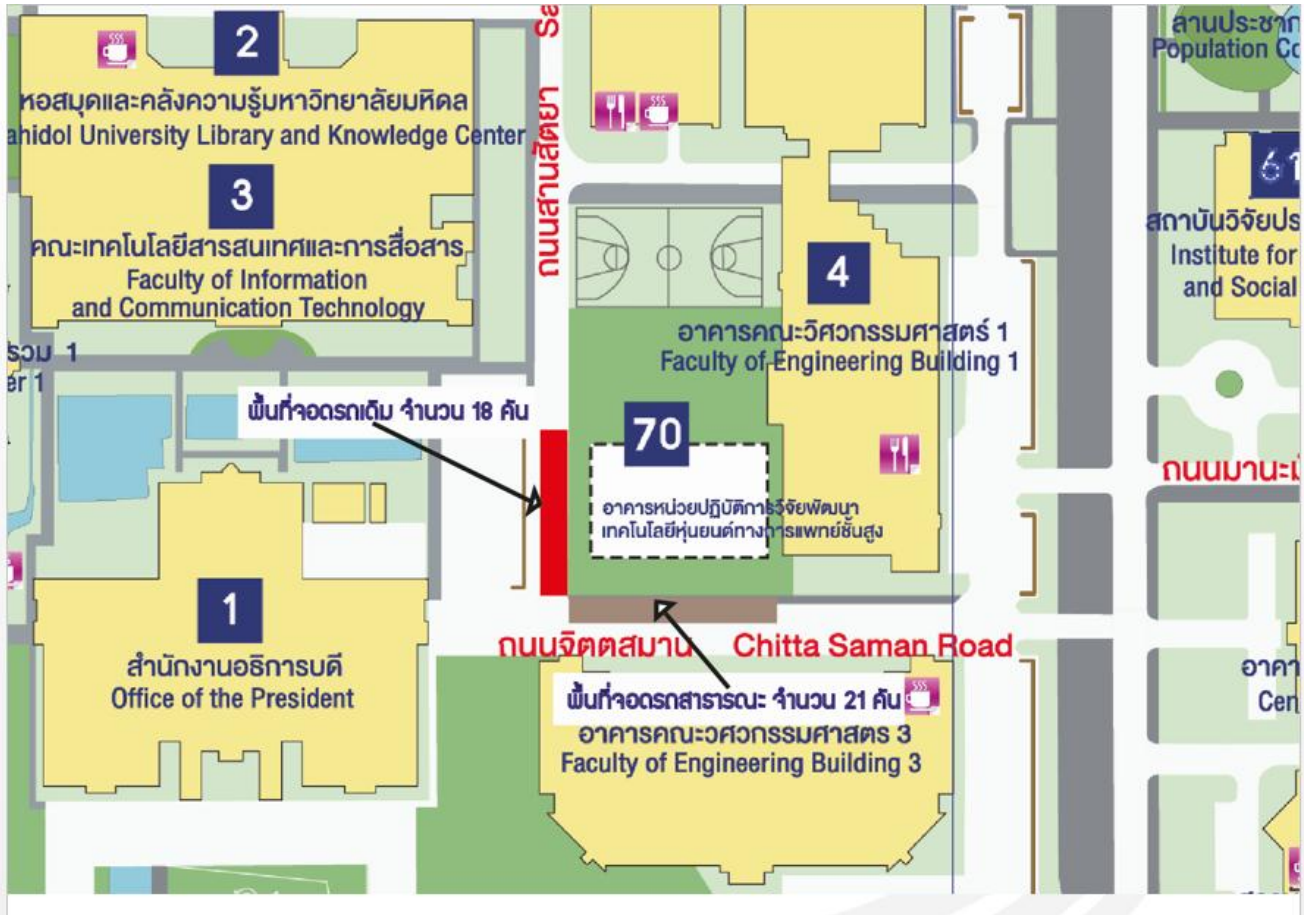 2
หอสมุดและคลังความรู้มหาวิทยาลัยมหิดล
ahidol University Library and Knowledge Center
3
คณะเทคโนโลยีสารสนเทศและการสื่อสาร
Faculty of Information
and Communication Technology
รวม 1
er 1
Sa
ถนนศานสัตยา
ลานประชาก
Population Co
61
สถาบันวิจัยประ
Institute for
and Social
4
อาคารคณะวิศวกรรมศาสตร์ 1
Faculty of Engineering Building 1
พื้นที่จอดรถเดิม จำนวน 18 คัน
70
อาคารหน่วยปฏิบัติการวิจัยพัฒนา
เทคโนโลยีหุ่นยนต์ทางการแพทย์ชั้นสูง
1
สำนักงานอธิการบดี
Office of the President
ถนนจิตตสมาน Chitta Saman Road
พื้นที่จอดรถสาธารณะ จำนวน 21 คัน
อาคารคณะวิศวกรรมศาสตร์ 3
Faculty of Engineering Building 3
อาคา
Cen